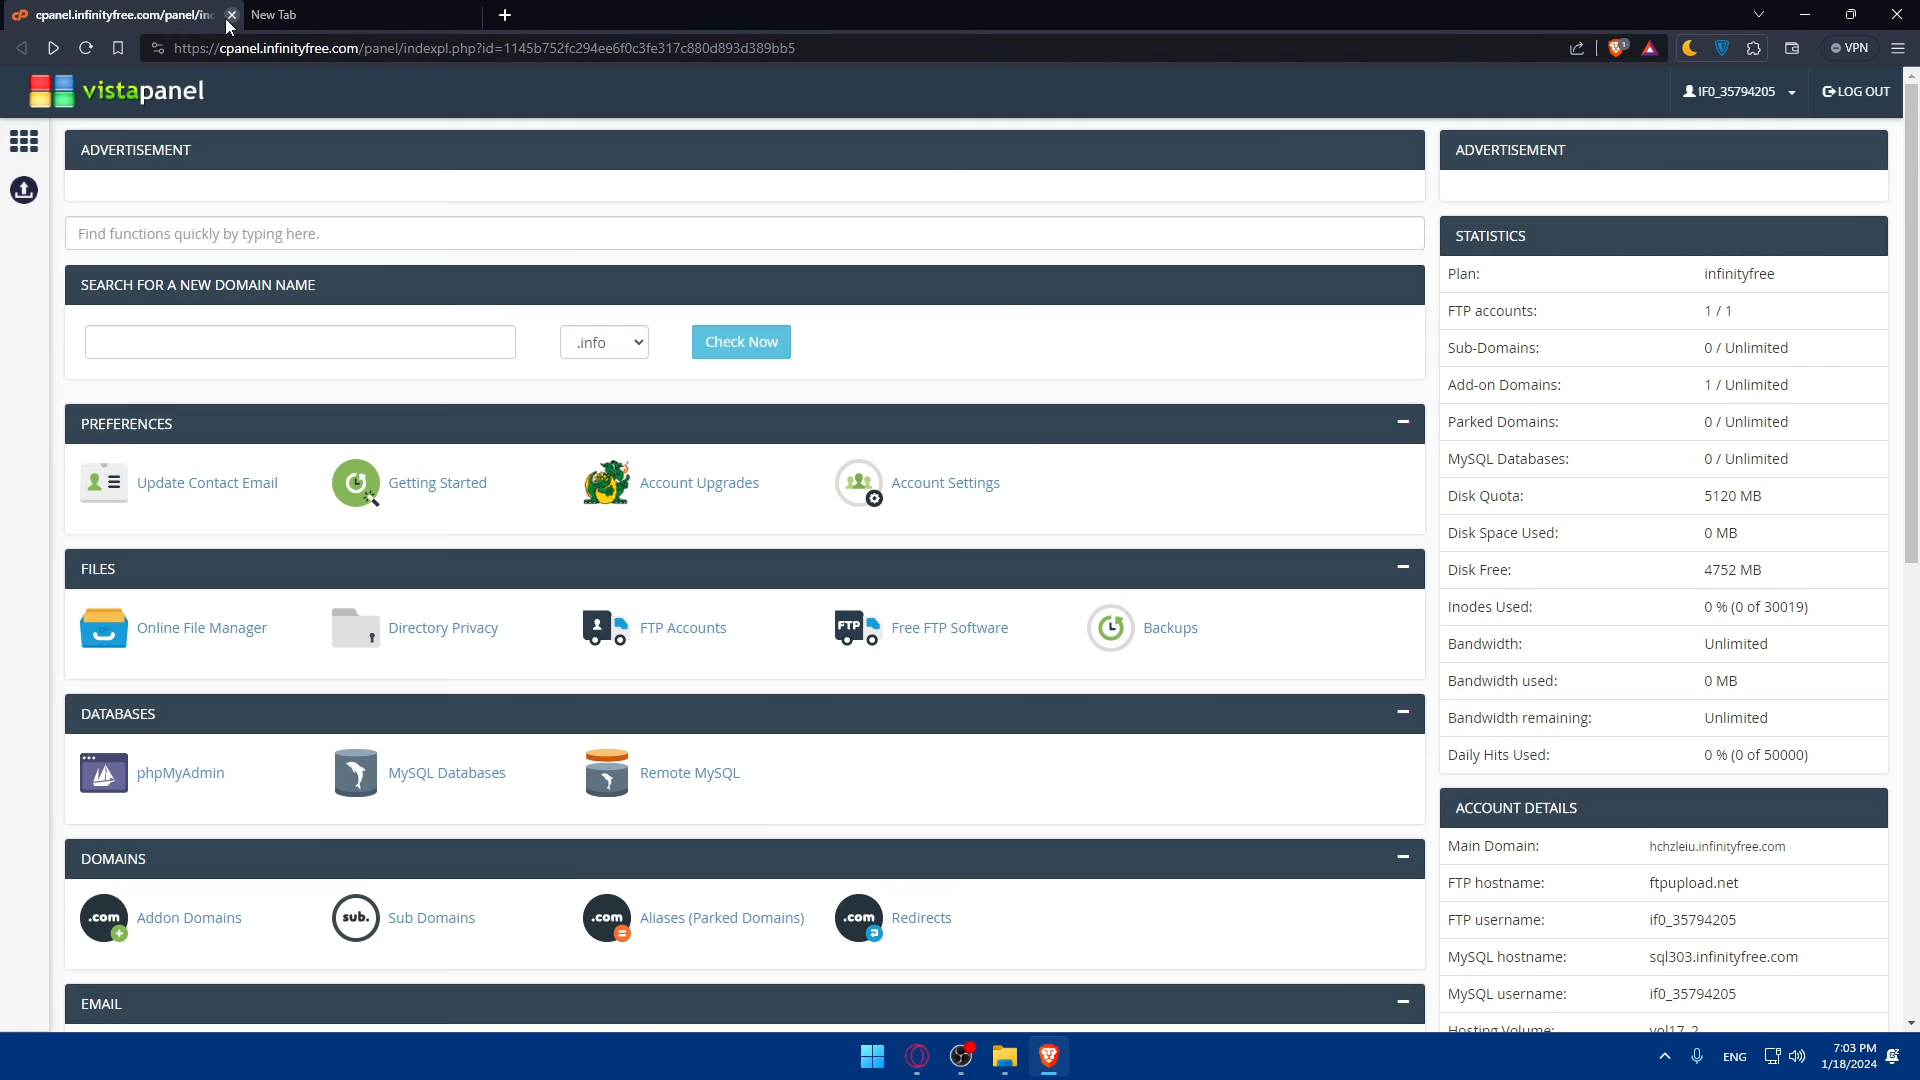 cpanel.infinityfree.com/panel/in
New Tab
https://cpanel.infinityfree.com/panel/indexpl.php?id=1145b752fc294ee6f0c3fe317c880d893d389bb5
VPN
vistapanel
IF0_35794205
LOG OUT
ADVERTISEMENT
Find functions quickly by typing here.
SEARCH FOR A NEW DOMAIN NAME
.info
Check Now
PREFERENCES
Update Contact Email
Getting Started
Account Upgrades
Account Settings
FILES
Online File Manager
Directory Privacy
FTP Accounts
FTP
Free FTP Software
Backups
DATABASES
phpMyAdmin
MySQL Databases
Remote MySQL
DOMAINS
.com
Addon Domains
sub.
Sub Domains
.com
Aliases (Parked Domains)
.com
Redirects
EMAIL
ADVERTISEMENT
STATISTICS
Plan: infinityfree
FTP accounts: 1 / 1
Sub-Domains: 0 / Unlimited
Add-on Domains: 1 / Unlimited
Parked Domains: 0 / Unlimited
MySQL Databases: 0 / Unlimited
Disk Quota: 5120 MB
Disk Space Used: 0 MB
Disk Free: 4752 MB
Inodes Used: 0 % (0 of 30019)
Bandwidth: Unlimited
Bandwidth used: 0 MB
Bandwidth remaining: Unlimited
Daily Hits Used: 0 % (0 of 50000)
ACCOUNT DETAILS
Main Domain: hchzleiu.infinityfree.com
FTP hostname: ftpupload.net
FTP username: if0_35794205
MySQL hostname: sql303.infinityfree.com
MySQL username: if0_35794205
Hosting Volume: vol17_2
ENG
7:03 PM
1/18/2024